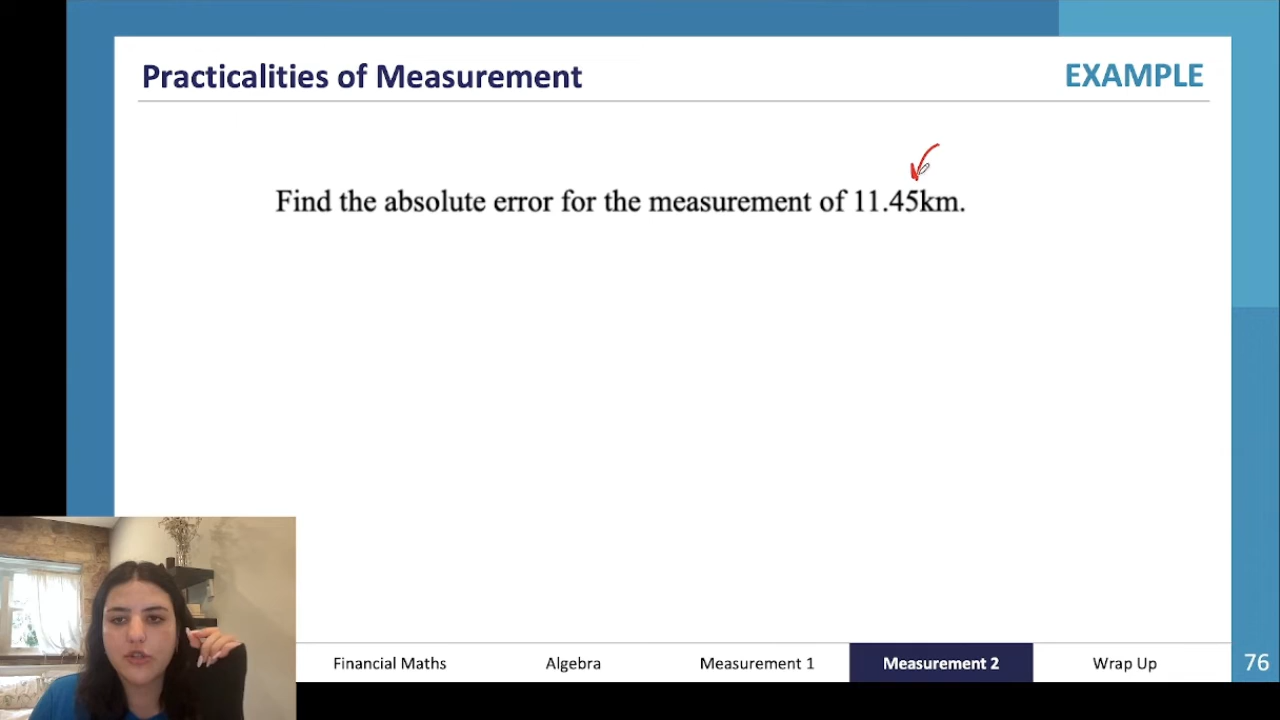 Practicalities of Measurement
EXAMPLE
Find the absolute error for the measurement of 11.45km.
Financial Maths
Algebra
Measurement 1
Measurement 2
Wrap Up
76